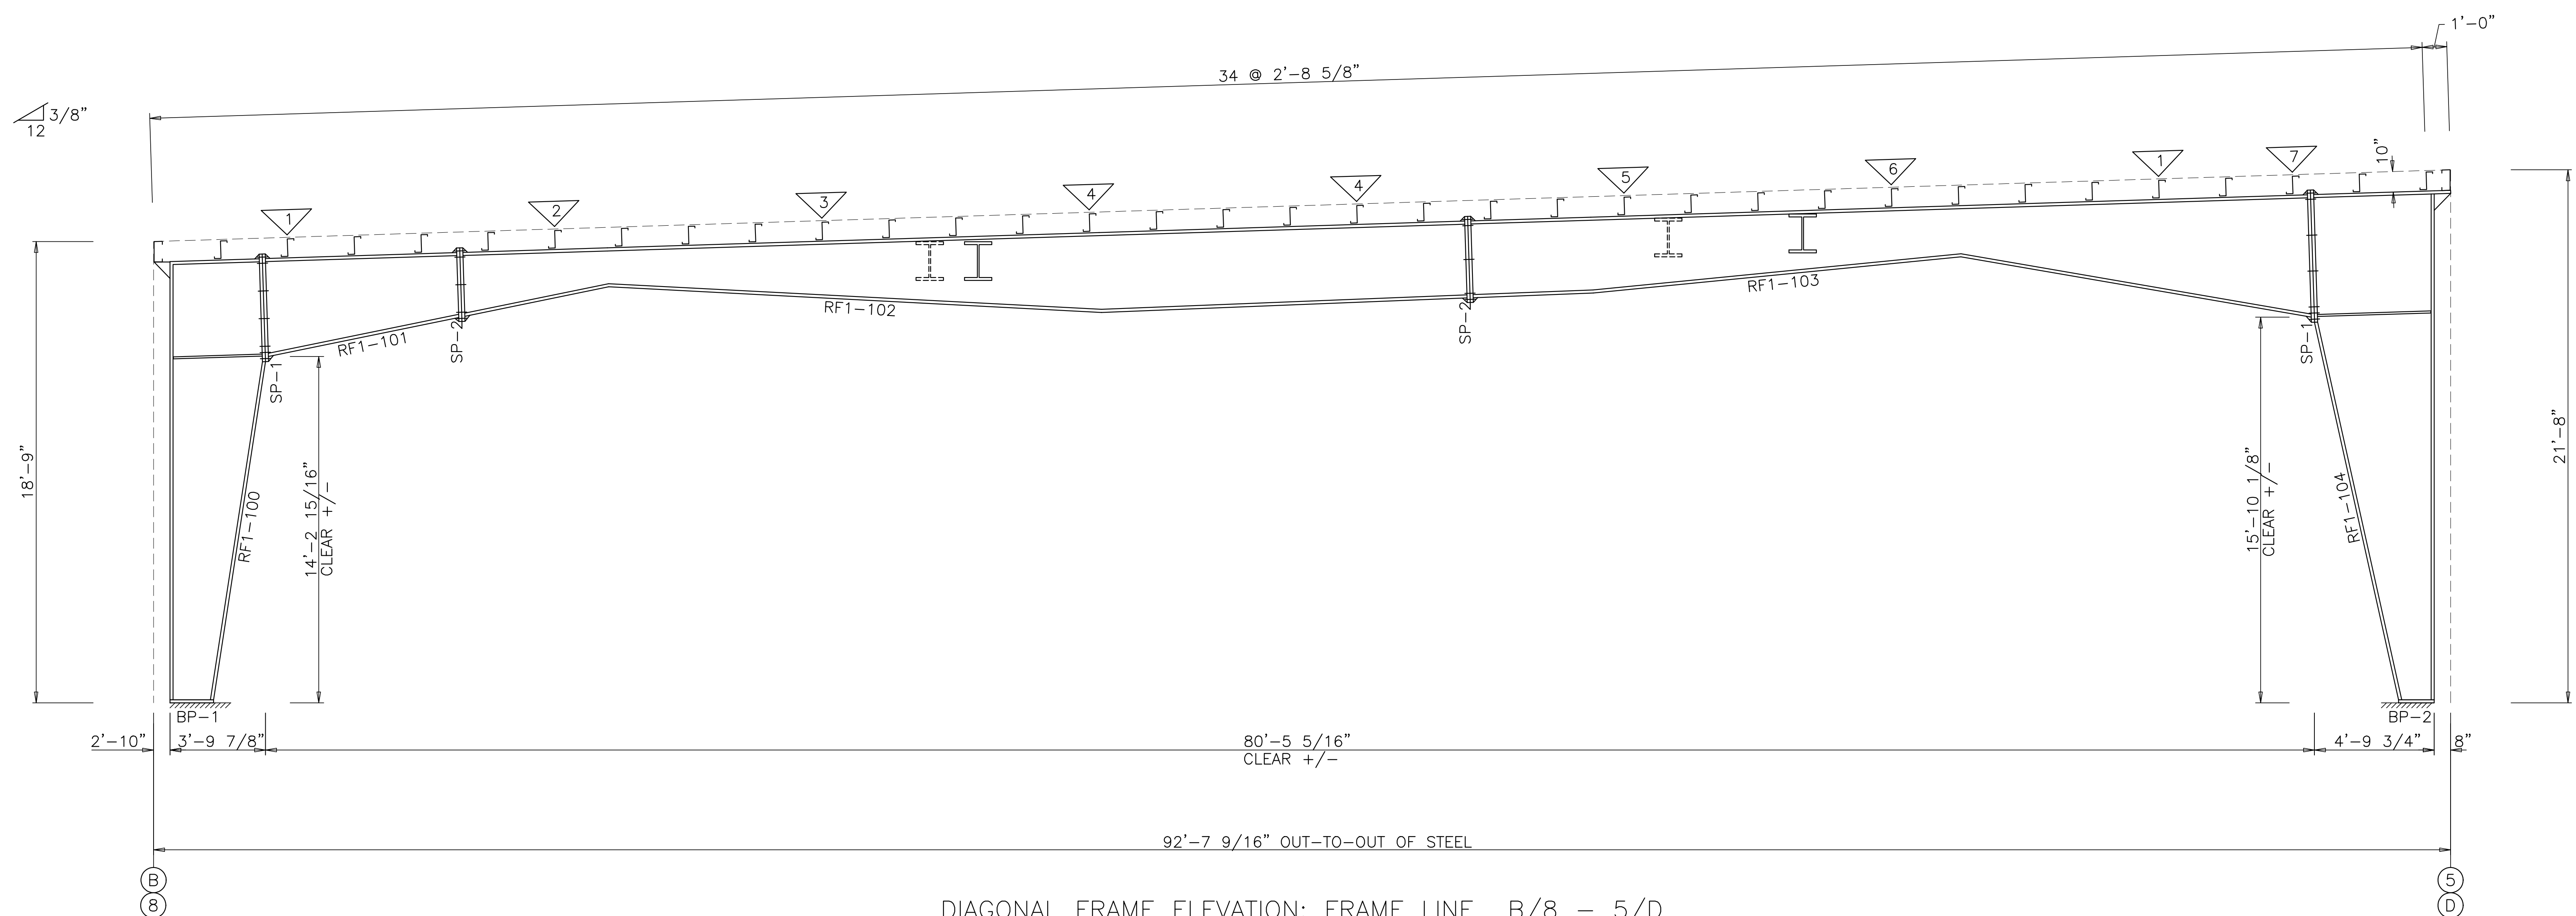 1'-0"
34 @ 2'-8 5/8"
3/8"
12
10"
7
1
6
5
4
4
3
2
1
RF1-101
SP-2
RF1-102
SP-2
RF1-103
SP-1
SP-1
18'-9"
RF1-100
14'-2 15/16"
CLEAR +/-
15'-10 1/8"
CLEAR +/-
RF1-104
21'-8"
BP-1
BP-2
2'-10"
3'-9 7/8"
80'-5 5/16"
CLEAR +/-
4'-9 3/4"
8"
92'-7 9/16" OUT-TO-OUT OF STEEL
B
8
5
D
DIAGONAL FRAME ELEVATION: FRAME LINE B/8 - 5/D